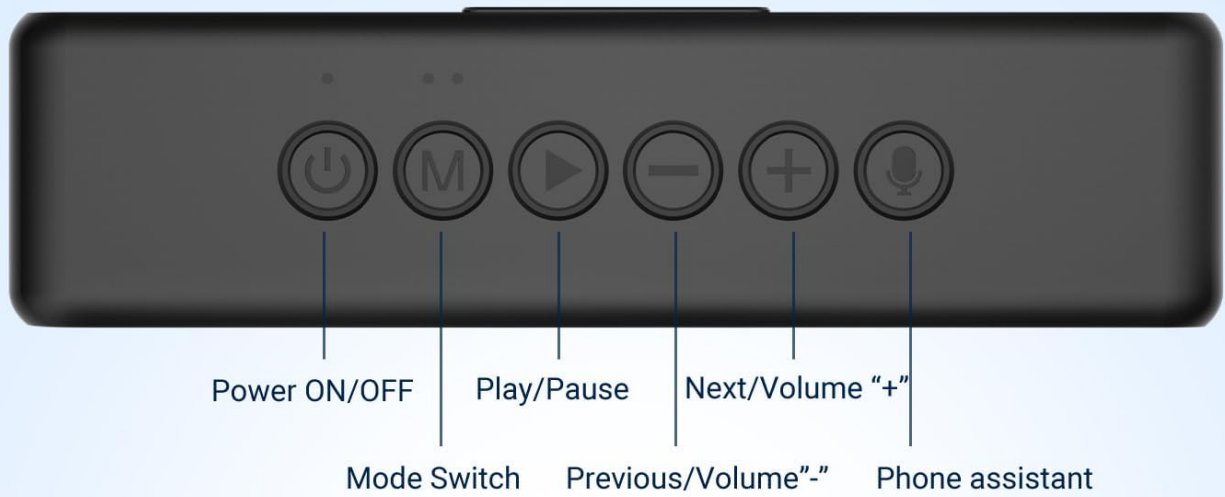 M
Power ON/OFF
Play/Pause
Next/Volume “+”
Mode Switch
Previous/Volume”-”
Phone assistant